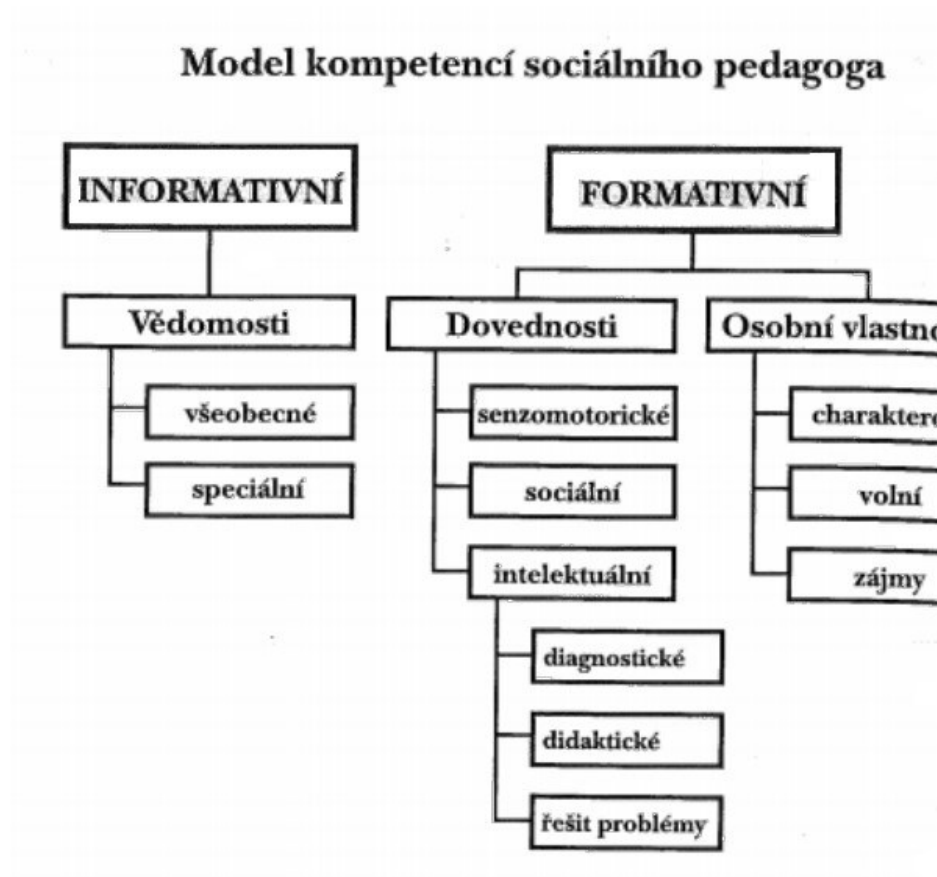 Model kompetencí sociálního pedagoga
INFORMATIVNÍ
FORMATIVNÍ
Vědomosti
Dovednosti
Osobní
všeobecné
senzomotorické
speciální
sociální
volní
intelektuální
zájmy
diagnostické
didaktické
řešit problémy